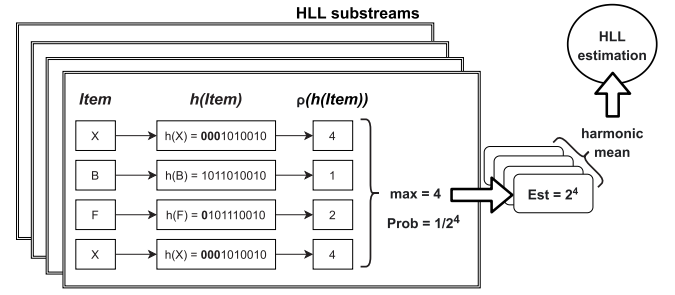 HLL substreams
HLL
estimation
Item h(Item) ρ(h(Item))
X h(X) = 0001010010 4
B h(B) = 1011010010 1
F h(F) = 0101110010 2
X h(X) = 0001010010 4
max = 4
Prob = 1/2⁴
Est = 2⁴
harmonic
mean